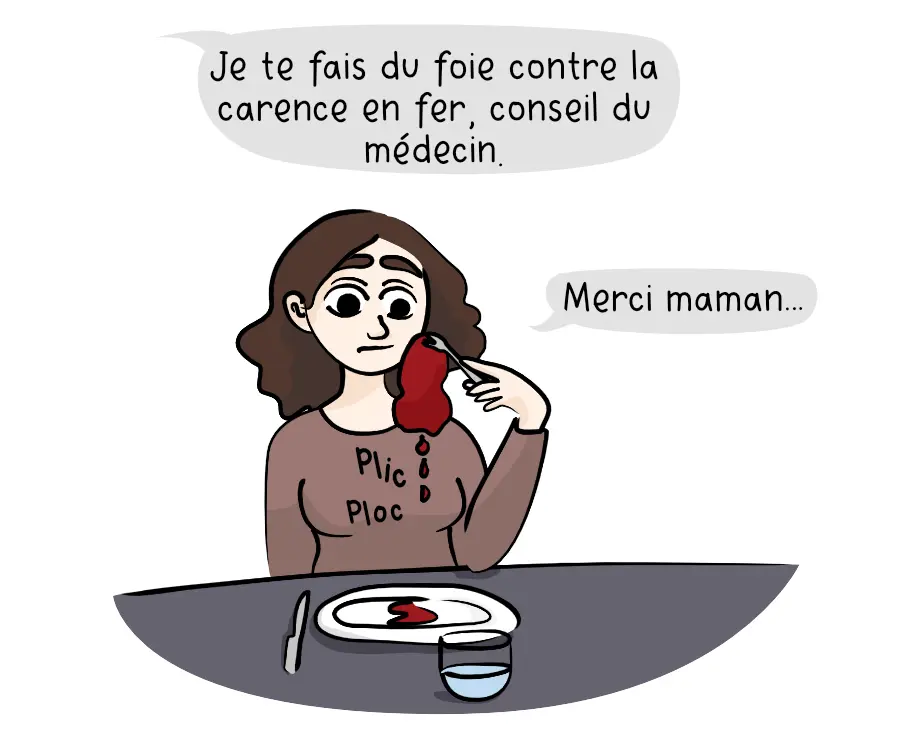 Je te fais du foie contre la
carence en fer, conseil du
médecin.
Merci maman...
Plic
Ploc